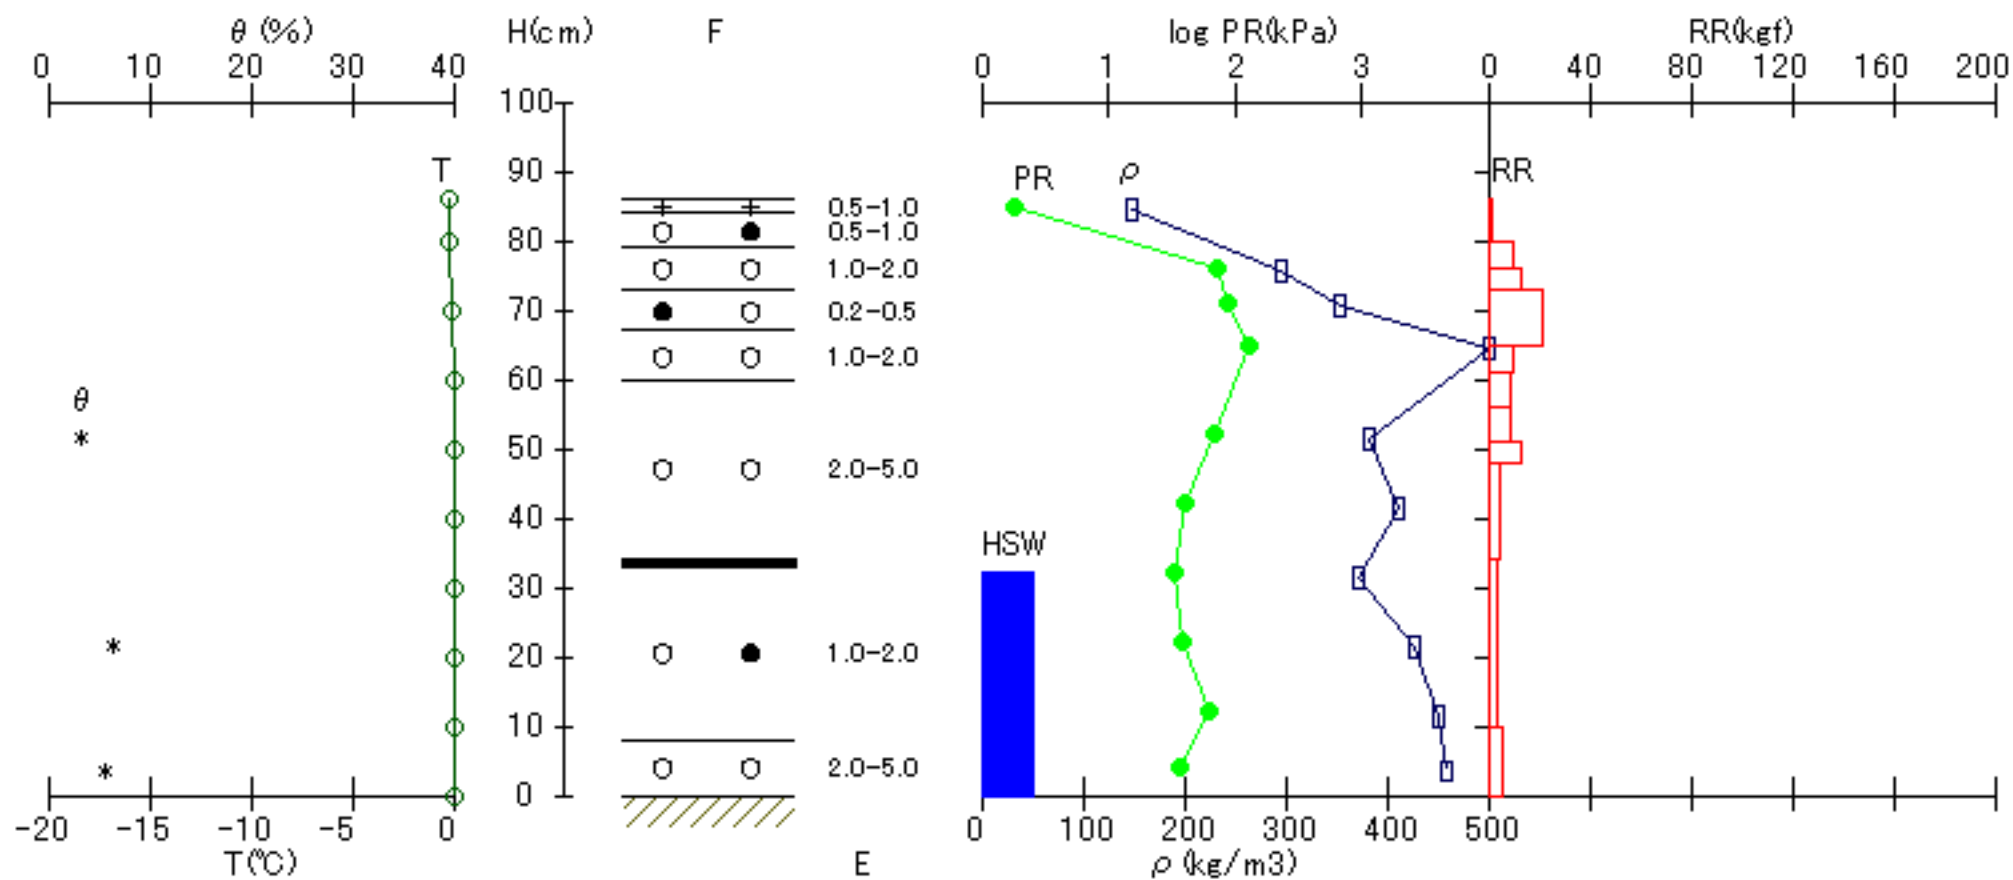 θ (%) H(cm) F log PR(kPa) RR(kgf)
0 10 20 30 40 0 1 2 3 0 40 80 120 160 200
100
T 90 PR ρ RR
0.5-1.0
80 0.5-1.0
1.0-2.0
70 0.2-0.5
1.0-2.0
60
θ
* 50 2.0-5.0
40
HSW
30
* 20 1.0-2.0
10
* 2.0-5.0
0
-20 -15 -10 -5 0 0 100 200 300 400 500
T(℃) E ρ (kg/m3)